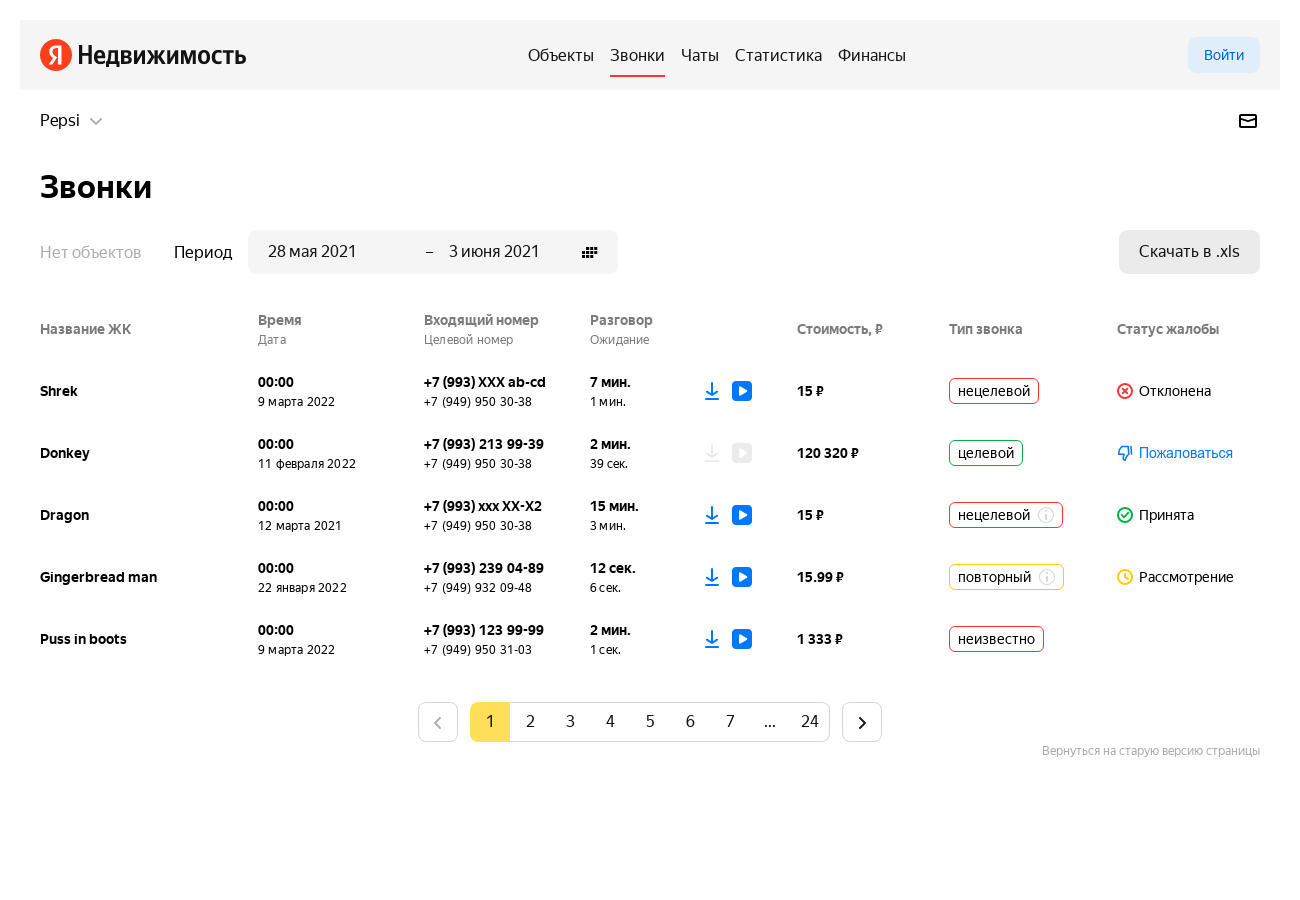 Я Недвижимость
Объекты Звонки Чаты Статистика Финансы
Войти
Pepsi
Звонки
Нет объектов Период 28 мая 2021 – 3 июня 2021 Скачать в .xls
Название ЖК
Время
Дата
Входящий номер
Целевой номер
Разговор
Ожидание
Стоимость, ₽
Тип звонка
Статус жалобы
Shrek
00:00
9 марта 2022
+7 (993) XXX ab-cd
+7 (949) 950 30-38
7 мин.
1 мин.
15 ₽
нецелевой
Отклонена
Donkey
00:00
11 февраля 2022
+7 (993) 213 99-39
+7 (949) 950 30-38
2 мин.
39 сек.
120 320 ₽
целевой
Пожаловаться
Dragon
00:00
12 марта 2021
+7 (993) xxx XX-X2
+7 (949) 950 30-38
15 мин.
3 мин.
15 ₽
нецелевой
Принята
Gingerbread man
00:00
22 января 2022
+7 (993) 239 04-89
+7 (949) 932 09-48
12 сек.
6 сек.
15.99 ₽
повторный
Рассмотрение
Puss in boots
00:00
9 марта 2022
+7 (993) 123 99-99
+7 (949) 950 31-03
2 мин.
1 сек.
1 333 ₽
неизвестно
1 2 3 4 5 6 7 ... 24
Вернуться на старую версию страницы